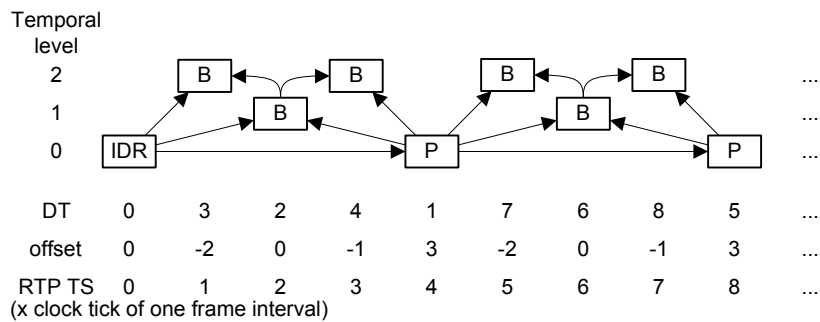 Temporal
level
2 B B B B ...
1 B B ...
0 IDR P P ...
DT 0 3 2 4 1 7 6 8 5 ...
offset 0 -2 0 -1 3 -2 0 -1 3 ...
RTP TS 0 1 2 3 4 5 6 7 8 ...
(x clock tick of one frame interval)